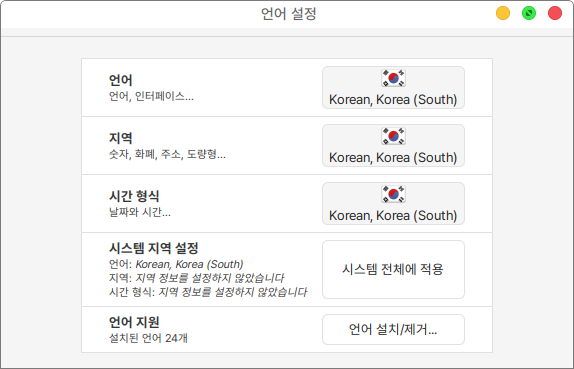 언어 설정
언어
언어, 인터페이스...
Korean, Korea (South)
지역
숫자, 화폐, 주소, 도량형...
Korean, Korea (South)
시간 형식
날짜와 시간...
Korean, Korea (South)
시스템 지역 설정
언어: Korean, Korea (South)
지역: 지역 정보를 설정하지 않았습니다
시간 형식: 지역 정보를 설정하지 않았습니다
시스템 전체에 적용
언어 지원
설치된 언어 24개
언어 설치/제거...